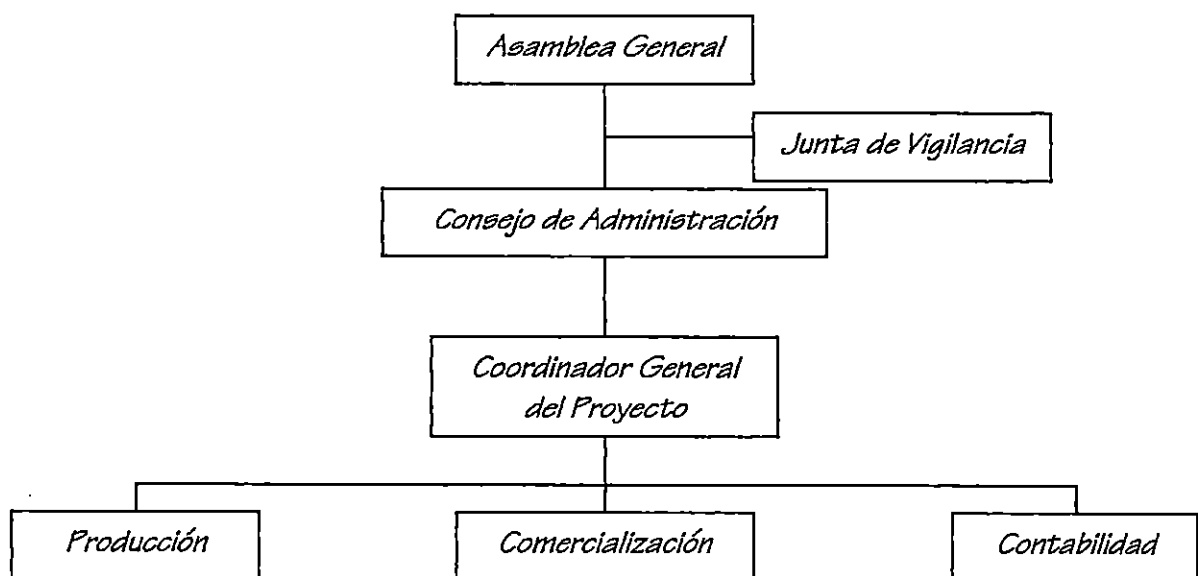 Asamblea General
Junta de Vigilancia
Consejo de Administración
Coordinador General
del Proyecto
Producción
Comercialización
Contabilidad